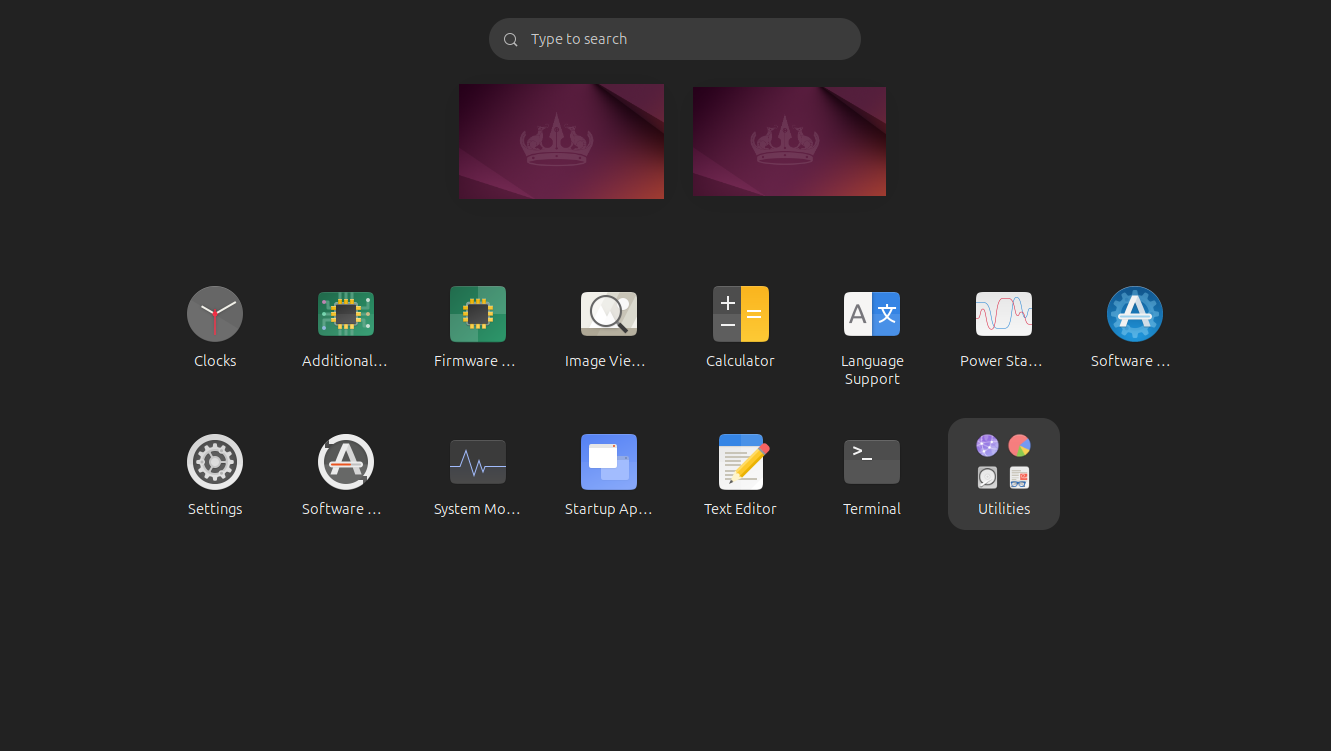 Type to search
Clocks
Additional...
Firmware ...
Image Vie...
Calculator
Language
Support
Power Sta...
Software ...
Settings
Software ...
System Mo...
Startup Ap...
Text Editor
Terminal
Utilities